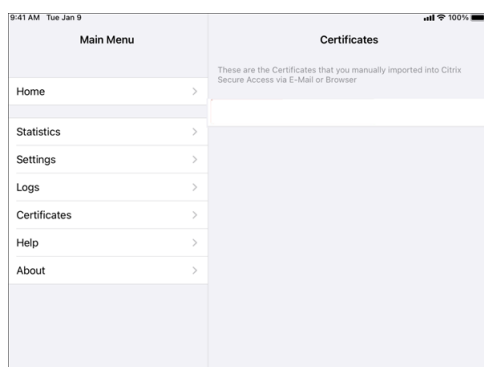 9:41 AM Tue Jan 9
100%
Main Menu
Certificates
These are the Certificates that you manually imported into Citrix
Secure Access via E-Mail or Browser
Home
Statistics
Settings
Logs
Certificates
Help
About